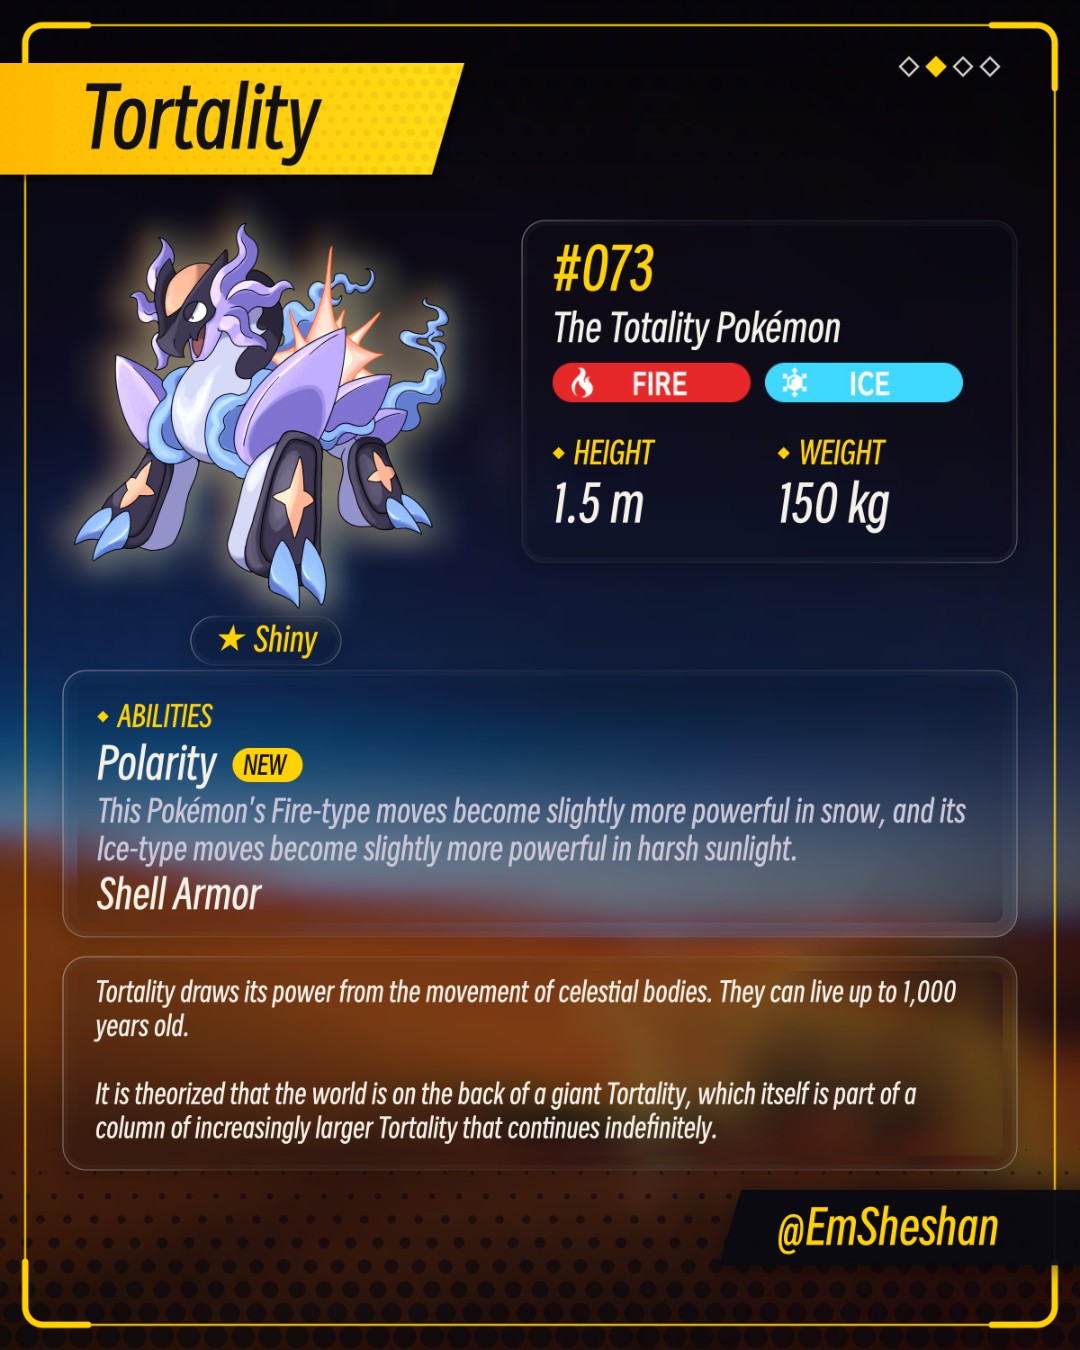 Tortality
#073
The Totality Pokémon
FIRE
ICE
◆ HEIGHT
◆ WEIGHT
1.5 m
150 kg
★ Shiny
◆ ABILITIES
Polarity NEW
This Pokémon's Fire-type moves become slightly more powerful in snow, and its
Ice-type moves become slightly more powerful in harsh sunlight.
Shell Armor
Tortality draws its power from the movement of celestial bodies. They can live up to 1,000
years old.
It is theorized that the world is on the back of a giant Tortality, which itself is part of a
column of increasingly larger Tortality that continues indefinitely.
@EmSheshan